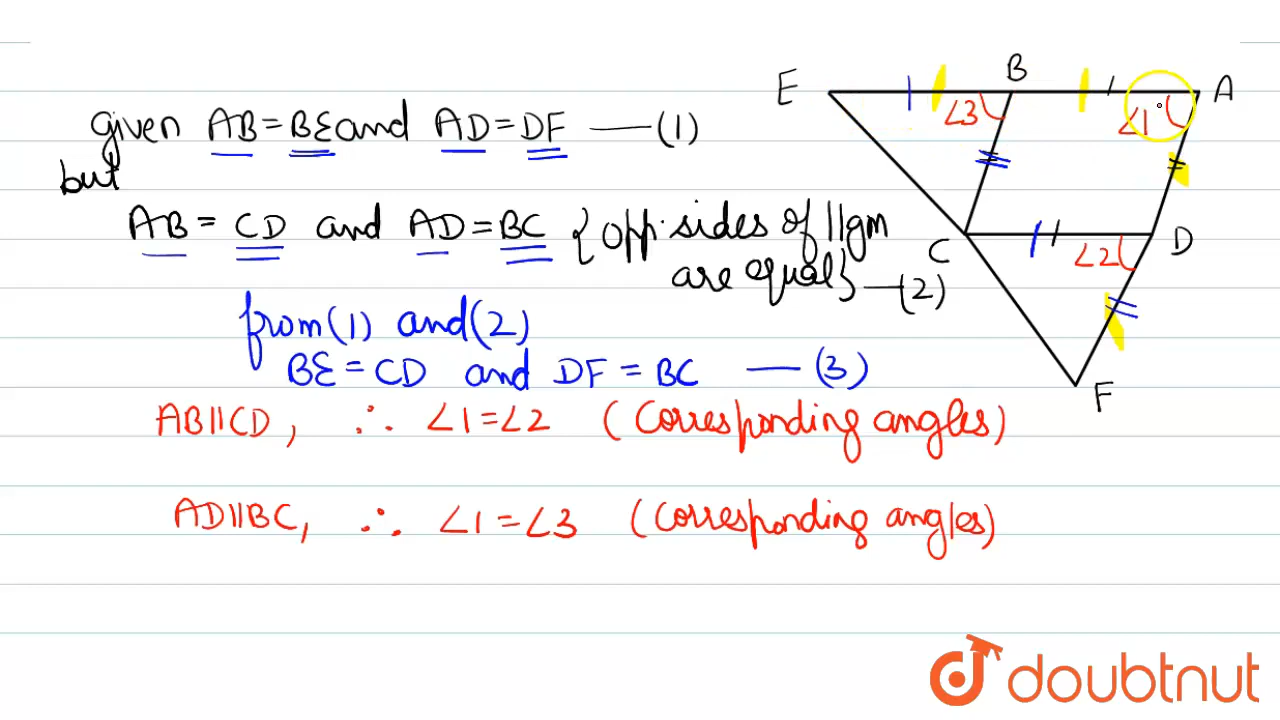 given AB=BE and AD=DF —(1)
but
AB = CD and AD=BC {opp. sides of ||gm
are equal} —(2)
from (1) and (2)
BE = CD and DF = BC — (3)
AB||CD, ∴ ∠1=∠2 (Corresponding angles)
AD||BC, ∴ ∠1=∠3 (Corresponding angles)
E B A
∠3 ∠1
C ∠2 D
F
doubtnut